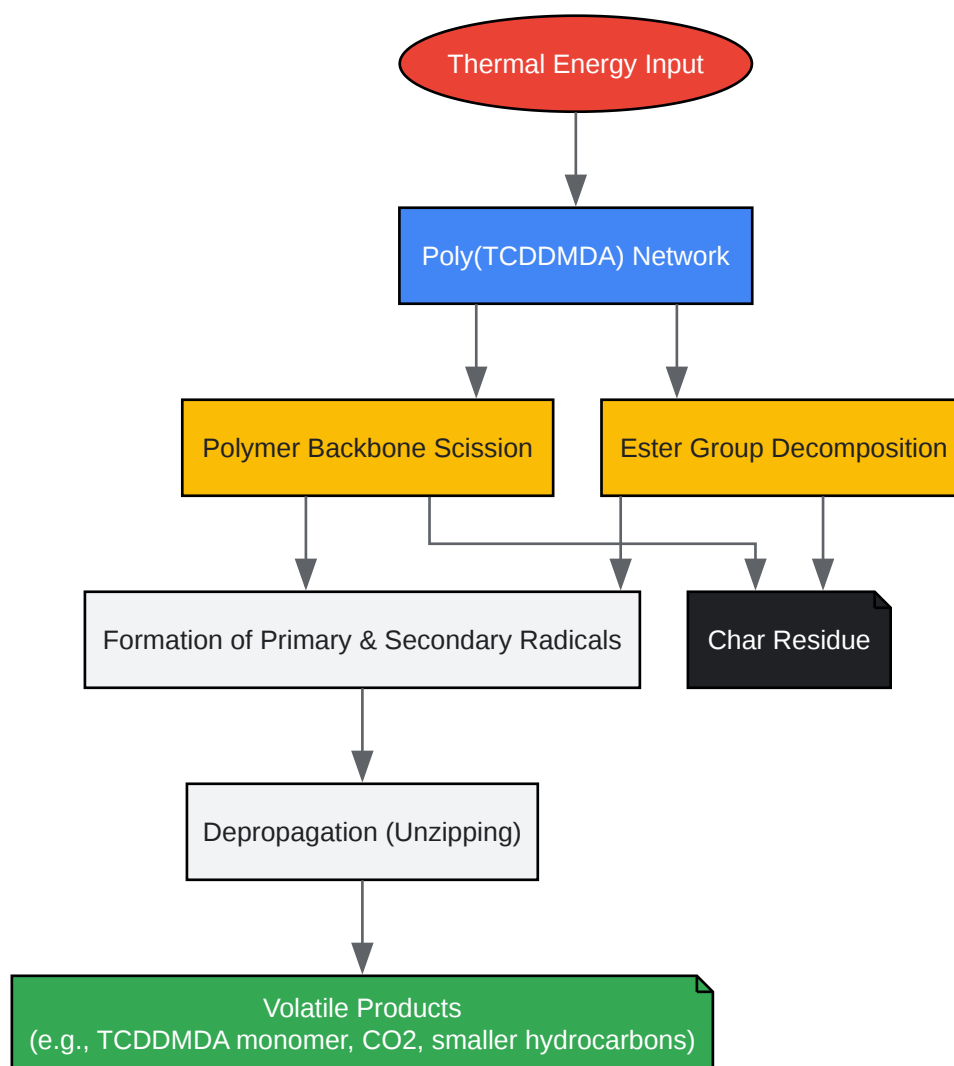 Thermal Energy Input
Poly(TCDDMDA) Network
Polymer Backbone Scission
Ester Group Decomposition
Formation of Primary & Secondary Radicals
Char Residue
Depropagation (Unzipping)
Volatile Products
(e.g., TCDDMDA monomer, CO2, smaller hydrocarbons)